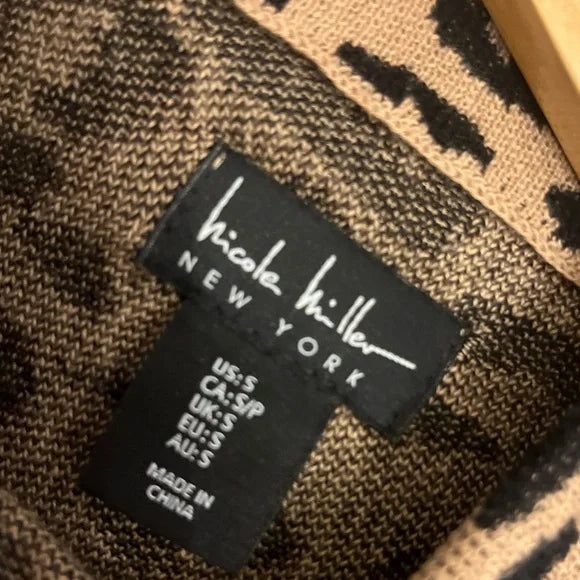 Nicole Miller
NEW YORK
US: S
CA: S/P
UK: S
EU: S
AU: S
MADE IN
CHINA